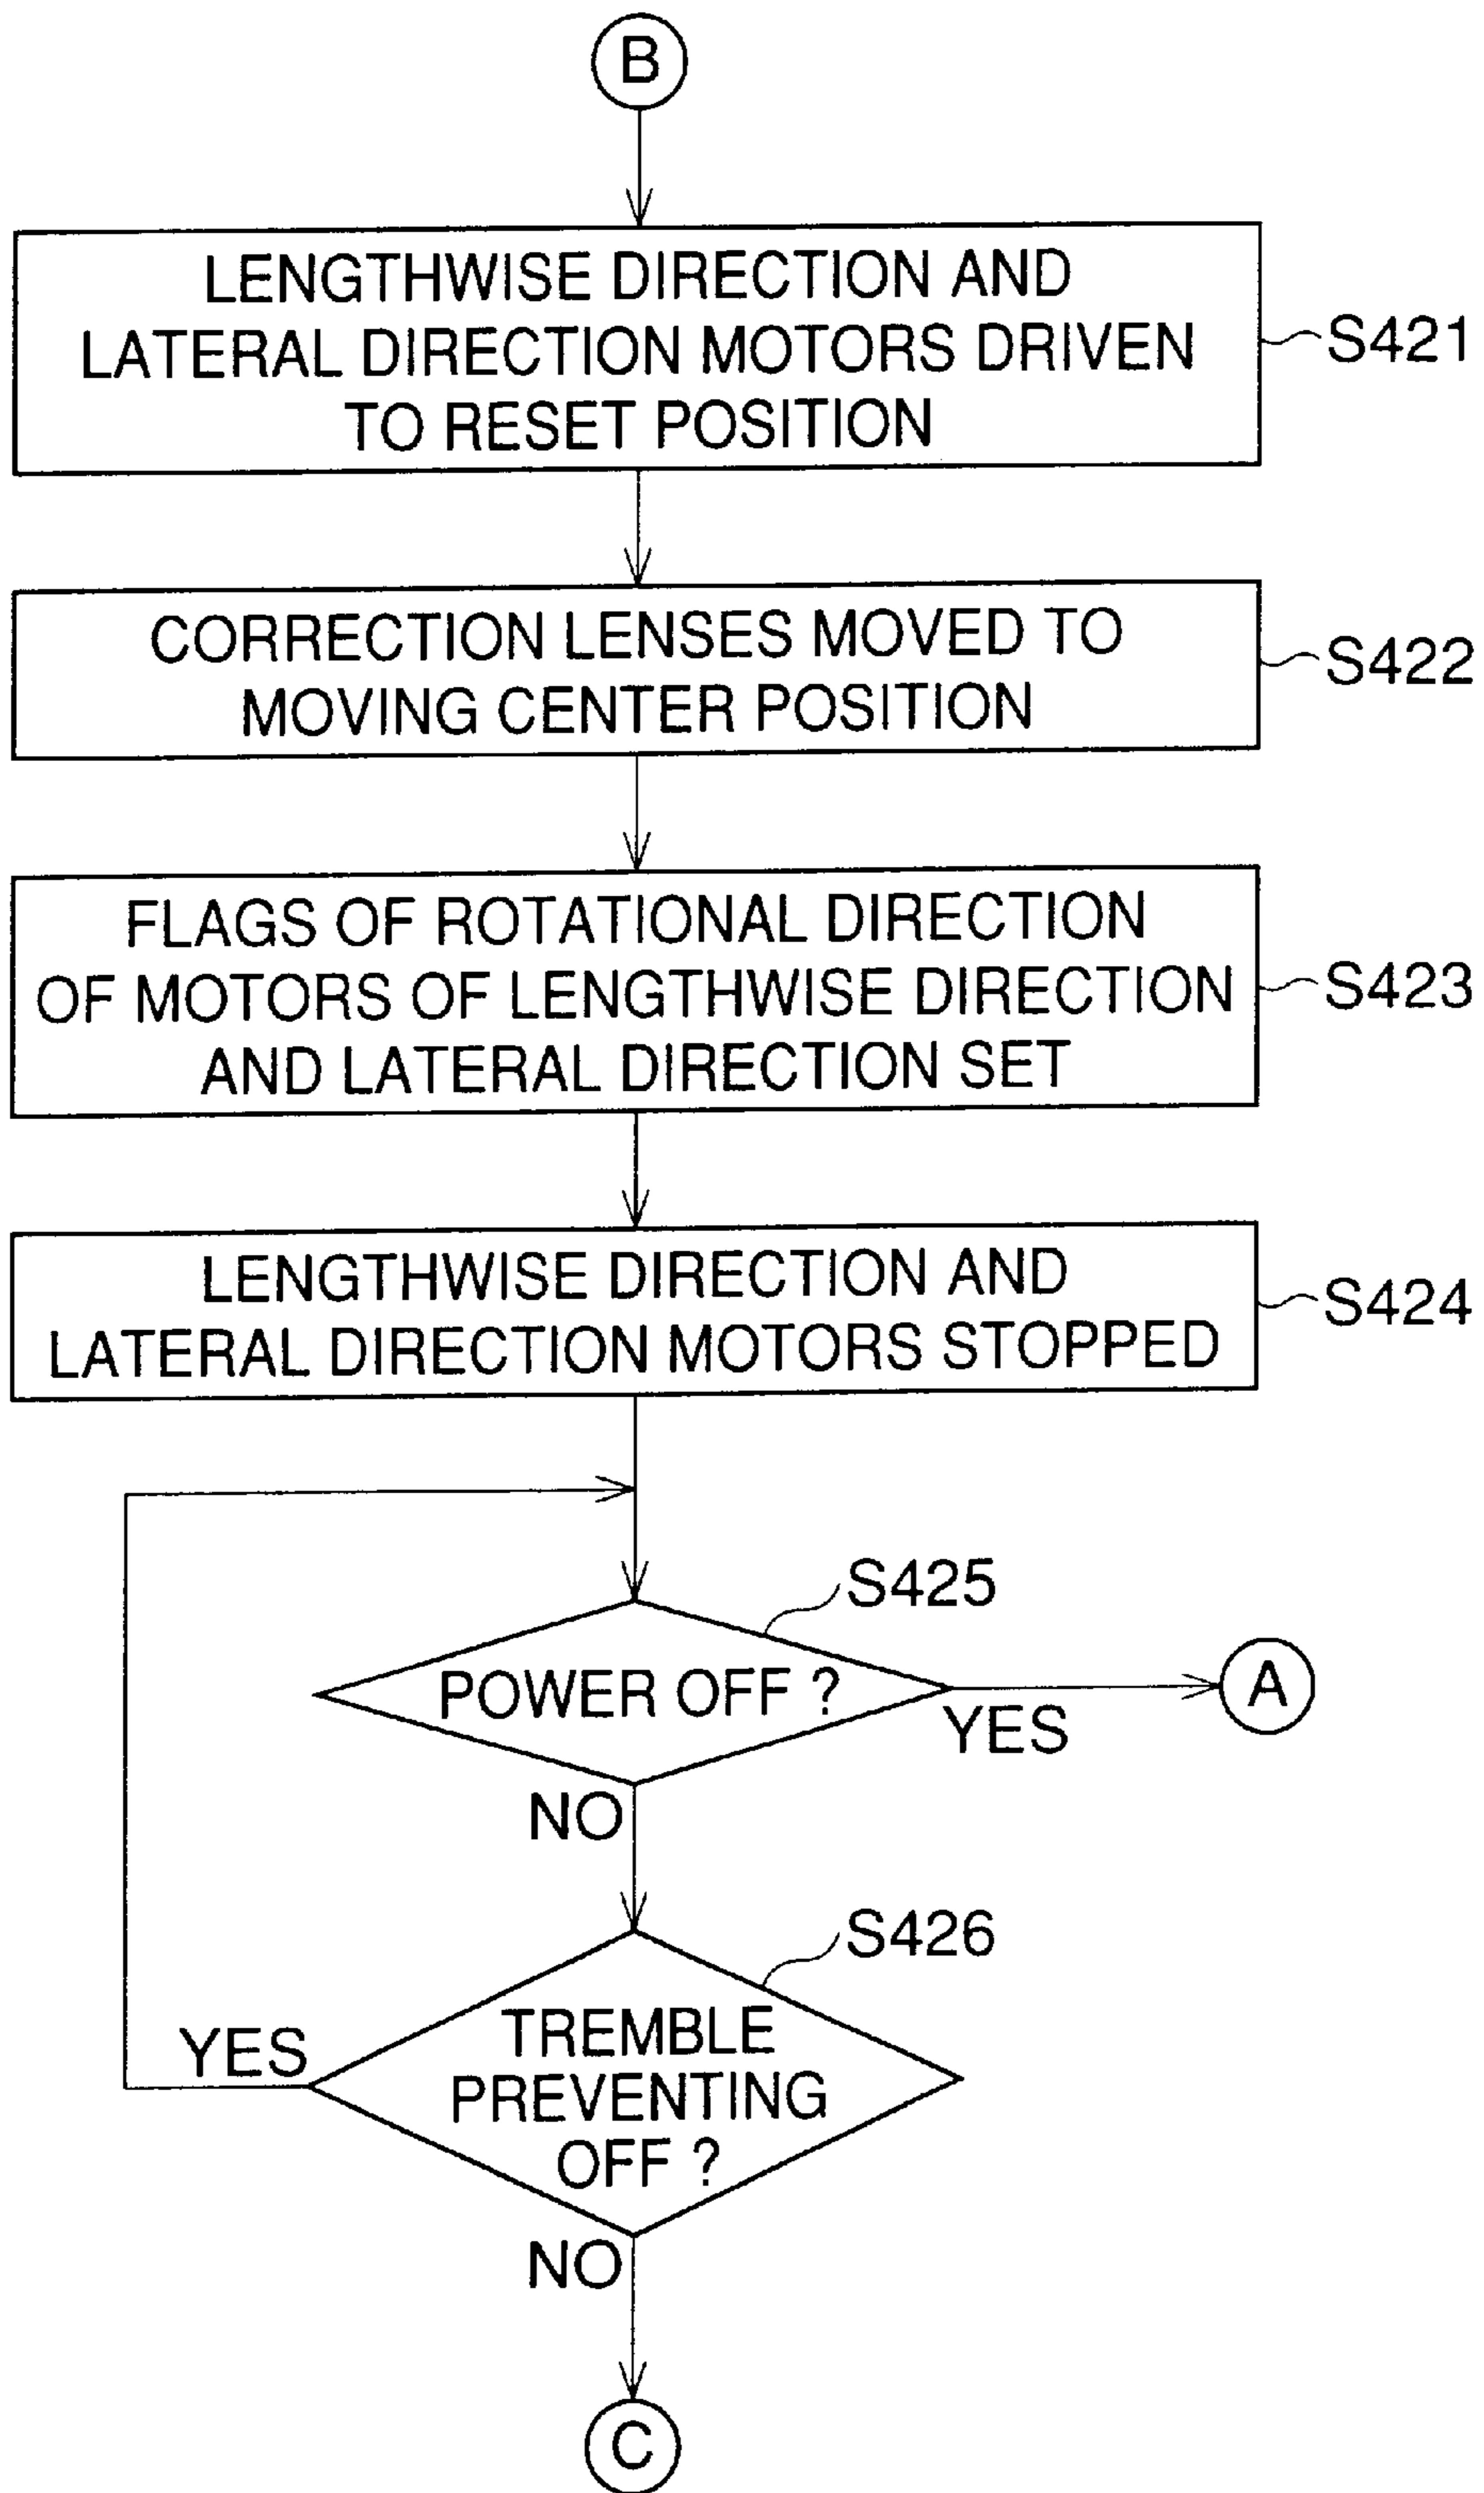 B
LENGTHWISE DIRECTION AND
LATERAL DIRECTION MOTORS DRIVEN
TO RESET POSITION
S421
CORRECTION LENSES MOVED TO
MOVING CENTER POSITION
S422
FLAGS OF ROTATIONAL DIRECTION
OF MOTORS OF LENGTHWISE DIRECTION
AND LATERAL DIRECTION SET
S423
LENGTHWISE DIRECTION AND
LATERAL DIRECTION MOTORS STOPPED
S424
S425
POWER OFF ?
A
YES
NO
S426
TREMBLE
PREVENTING
OFF ?
YES
NO
C